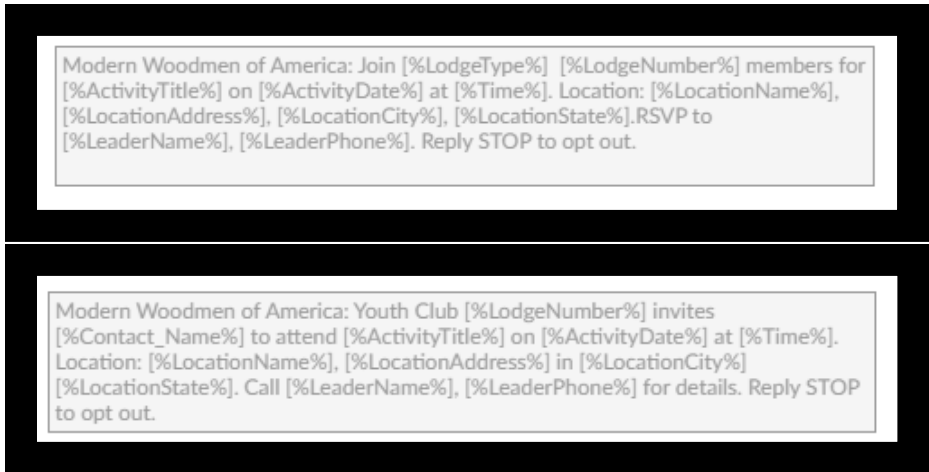 Modern Woodmen of America: Join [%LodgeType%]  [%LodgeNumber%] members for
[%ActivityTitle%] on [%ActivityDate%] at [%Time%]. Location: [%LocationName%],
[%LocationAddress%], [%LocationCity%], [%LocationState%].RSVP to
[%LeaderName%], [%LeaderPhone%]. Reply STOP to opt out.
Modern Woodmen of America: Youth Club [%LodgeNumber%] invites
[%Contact_Name%] to attend [%ActivityTitle%] on [%ActivityDate%] at [%Time%].
Location: [%LocationName%], [%LocationAddress%] in [%LocationCity%]
[%LocationState%]. Call [%LeaderName%], [%LeaderPhone%] for details. Reply STOP
to opt out.